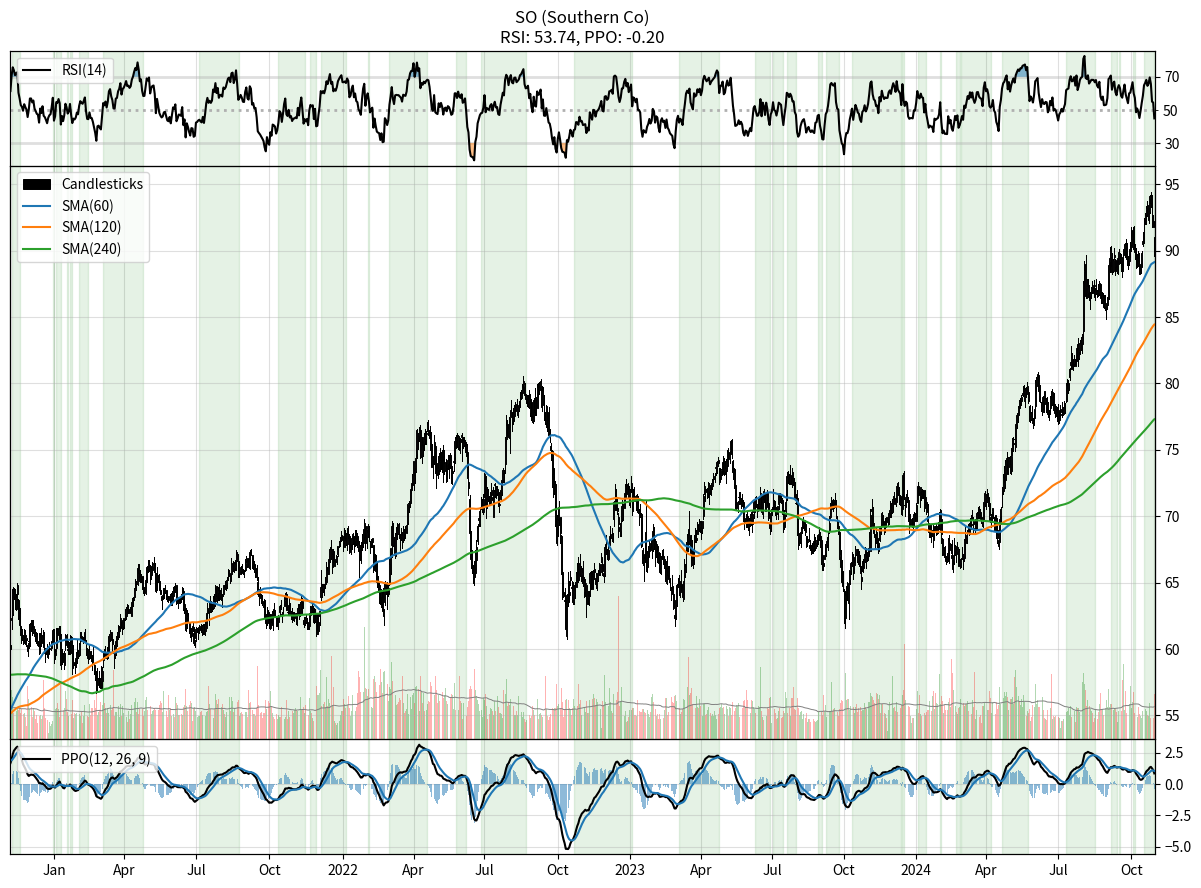 SO (Southern Co)
RSI: 53.74, PPO: -0.20
RSI(14)
70
50
30
Candlesticks
SMA(60)
SMA(120)
SMA(240)
95
90
85
80
75
70
65
60
55
PPO(12, 26, 9)
2.5
0.0
−2.5
−5.0
Jan Apr Jul Oct 2022 Apr Jul Oct 2023 Apr Jul Oct 2024 Apr Jul Oct